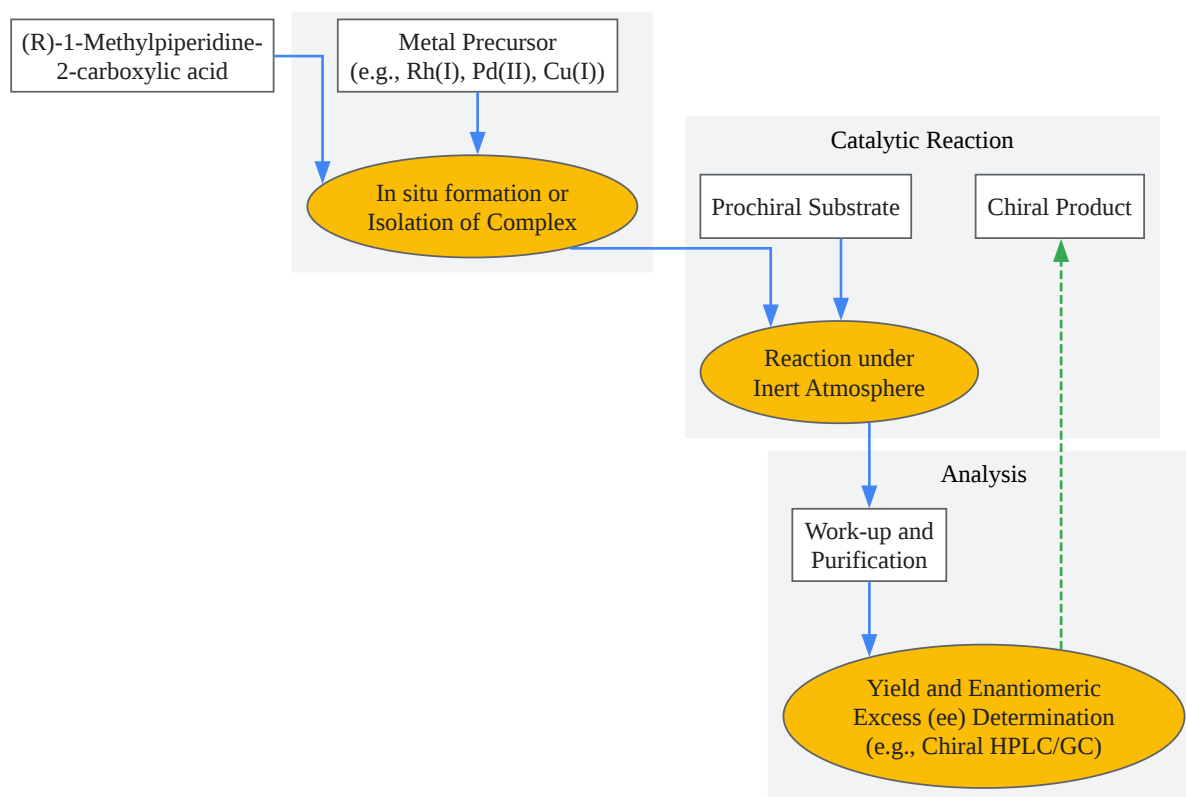 (R)-1-Methylpiperidine-
2-carboxylic acid
Metal Precursor
(e.g., Rh(I), Pd(II), Cu(I))
In situ formation or
Isolation of Complex
Catalytic Reaction
Prochiral Substrate
Chiral Product
Reaction under
Inert Atmosphere
Analysis
Work-up and
Purification
Yield and Enantiomeric
Excess (ee) Determination
(e.g., Chiral HPLC/GC)